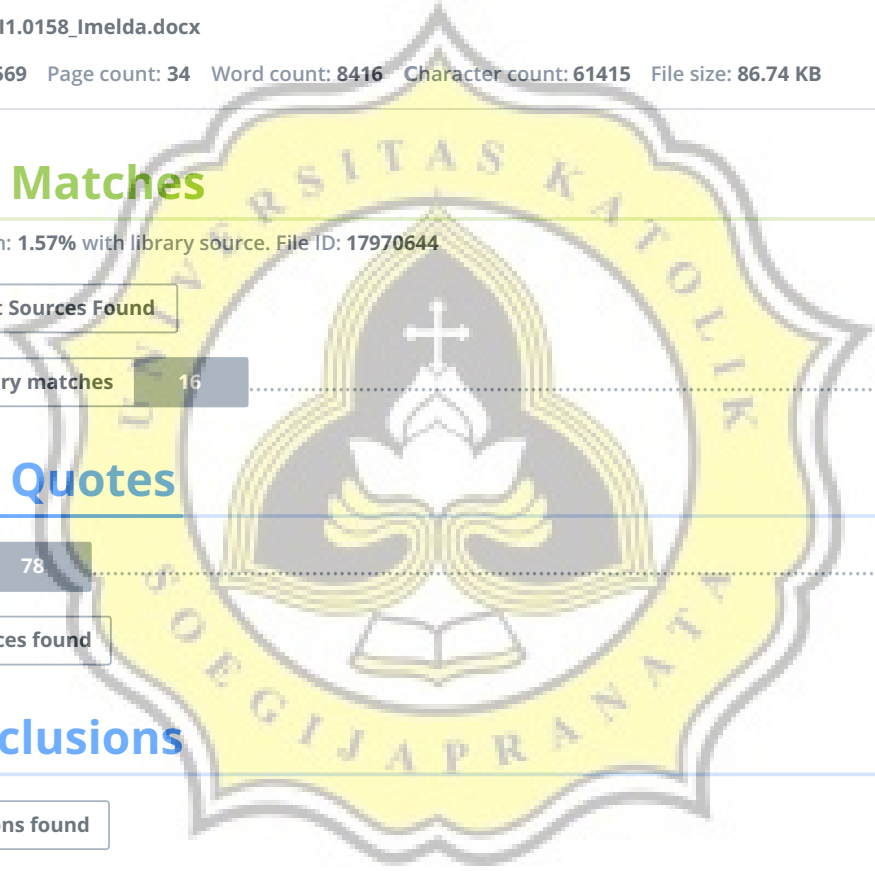 I1.0158_Imelda.docx
569 Page count: 34 Word count: 8416 Character count: 61415 File size: 86.74 KB
Matches
n: 1.57% with library source. File ID: 17970644
t Sources Found
ry matches 16
Quotes
78
ces found
clusions
ns found
UNIVERSITAS KATOLIK
SOEGIJAPRANATA